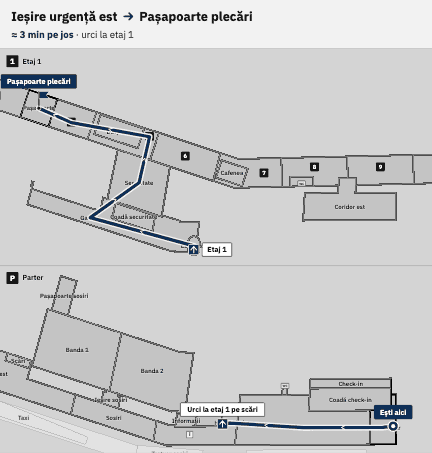 Ieșire urgență est → Pașapoarte plecări
≈ 3 min pe jos · urci la etaj 1
1 Etaj 1
Pașapoarte plecări
6
Cafenea
7
8
9
Coadă securitate
Coridor est
Etaj 1
P Parter
Pașapoarte sosiri
Banda 1
Banda 2
Scări
est
Ieșire sosiri
Sosiri
Taxi
Informații
Urci la etaj 1 pe scări
Check-in
Coadă check-in
Ești aici